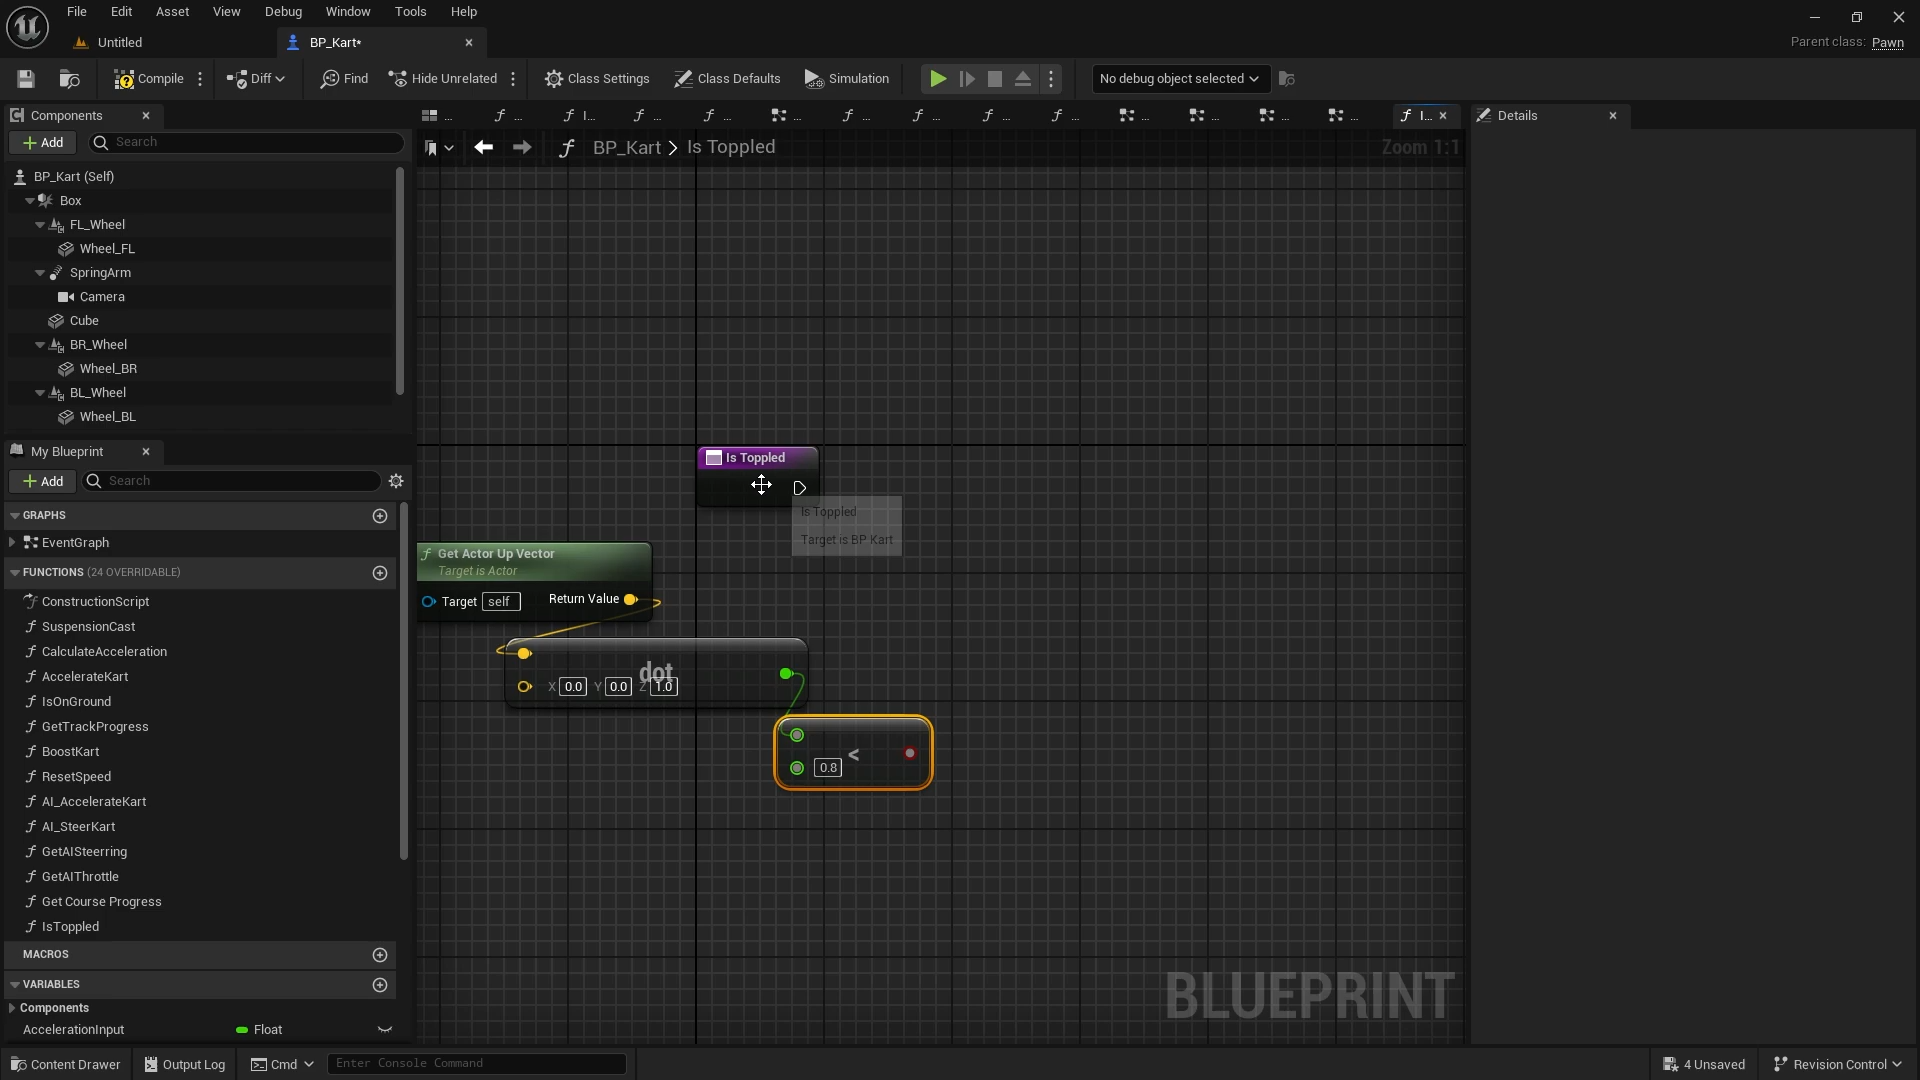 File Edit Asset View Debug Window Tools Help
Untitled
BP_Kart*
Parent class: Pawn
Compile
Diff
Find
Hide Unrelated
Class Settings
Class Defaults
Simulation
No debug object selected
Components
Add
Search
BP_Kart (Self)
Box
FL_Wheel
Wheel_FL
SpringArm
Camera
Cube
BR_Wheel
Wheel_BR
BL_Wheel
Wheel_BL
My Blueprint
Add
Search
GRAPHS
EventGraph
FUNCTIONS (24 OVERRIDABLE)
ConstructionScript
SuspensionCast
CalculateAcceleration
AccelerateKart
IsOnGround
GetTrackProgress
BoostKart
ResetSpeed
AI_AccelerateKart
AI_SteerKart
GetAISteerring
GetAIThrottle
Get Course Progress
IsToppled
MACROS
VARIABLES
Components
AccelerationInput Float
f ... f I... f ... f ... ... f ... f ... f ... f ... ... ... ... ... f I...
f BP_Kart > Is Toppled
Zoom 1:1
Is Toppled
Is Toppled
Target is BP Kart
f Get Actor Up Vector
Target is Actor
Target self Return Value
dot
X 0.0 Y 0.0 Z 1.0
<
0.8
BLUEPRINT
Details
Content Drawer
Output Log
Cmd
Enter Console Command
4 Unsaved
Revision Control